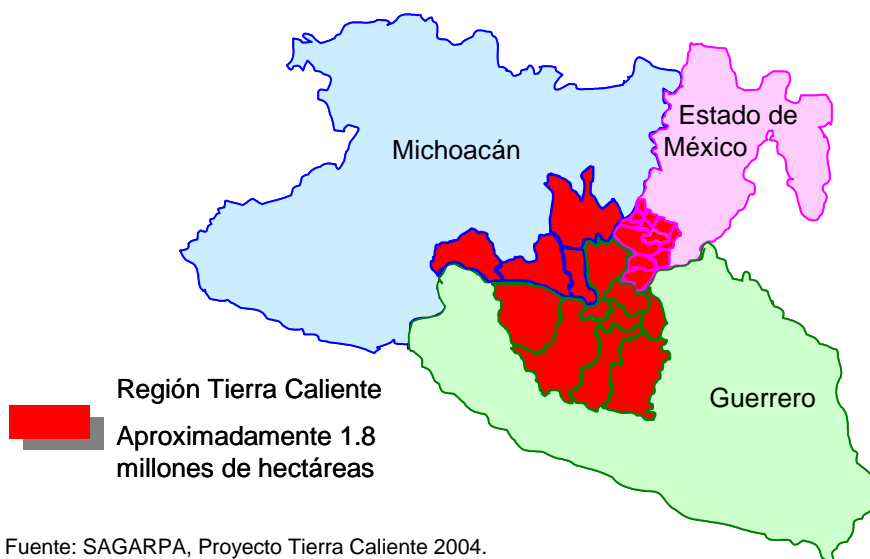 Estado de
México
Michoacán
Guerrero
Región Tierra Caliente
Aproximadamente 1.8
millones de hectáreas
Fuente: SAGARPA, Proyecto Tierra Caliente 2004.